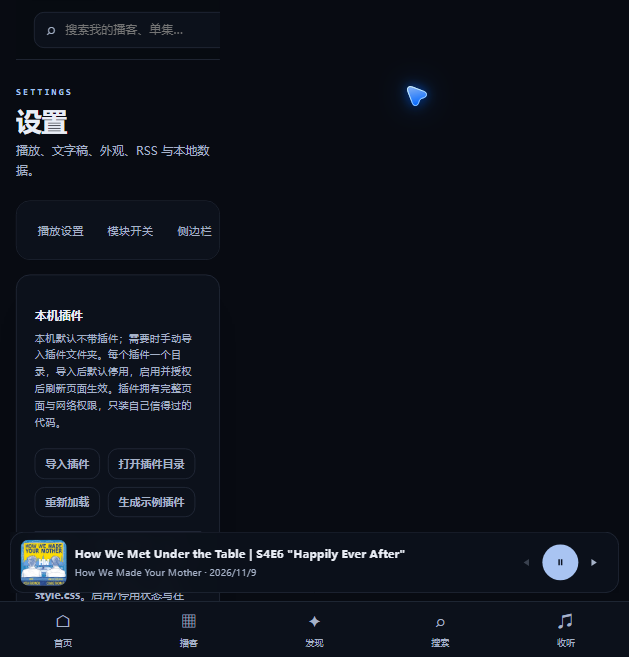 搜索我的播客、单集...
SETTINGS
设置
播放、文字稿、外观、RSS 与本地数
据。
播放设置 模块开关 侧边栏
本机插件
本机默认不带插件；需要时手动导
入插件文件夹。每个插件一个目
录，导入后默认停用，启用并授权
后刷新页面生效。插件拥有完整页
面与网络权限，只装自己信得过的
代码。
导入插件 打开插件目录
重新加载 生成示例插件
HOW WE MADE
YOUR MOTHER
How We Met Under the Table | S4E6 "Happily Ever After"
How We Made Your Mother · 2026/11/9
style.css。启用/停用状态与在
首页 播客 发现 搜索 收听